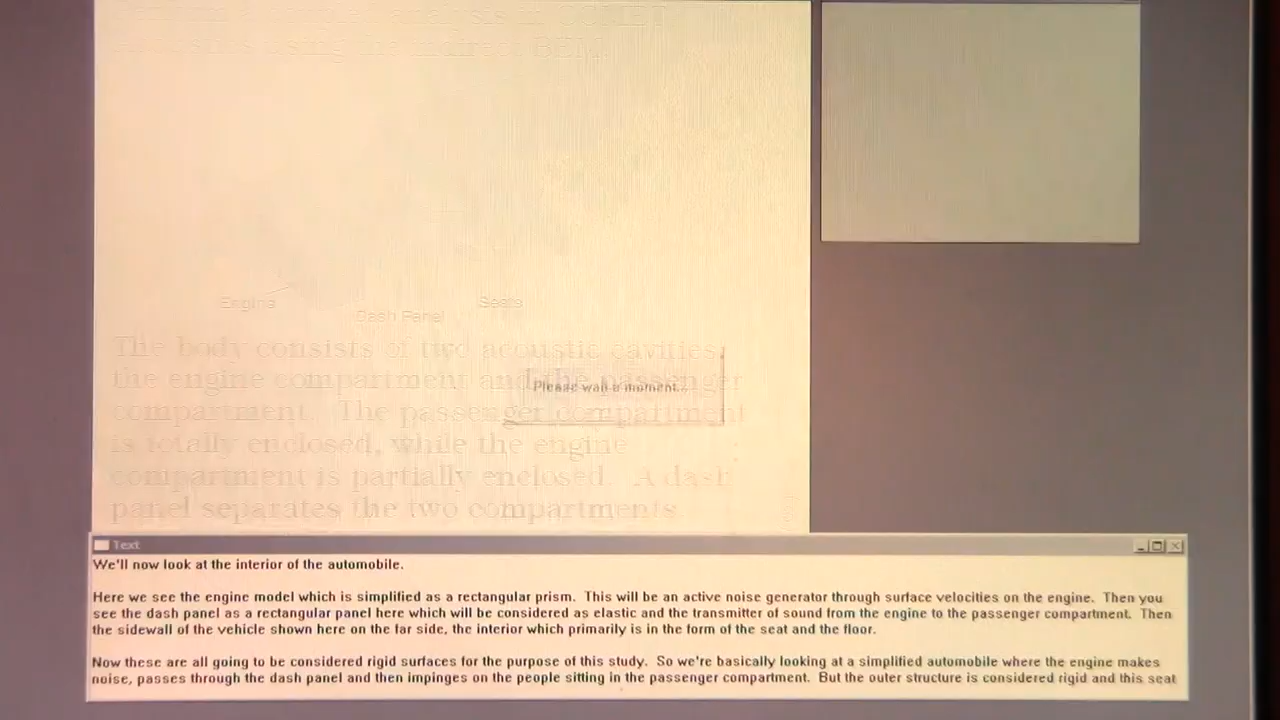 acoustics using the indirect BEM
Engine
Seats
Dash Panel
The body consists of two acoustic cavities,
the engine compartment and the passenger
Please wait a moment...
compartment. The passenger compartment
is totally enclosed, while the engine
compartment is partially enclosed. A dash
panel separates the two compartments.
Text
We'll now look at the interior of the automobile.
Here we see the engine model which is simplified as a rectangular prism. This will be an active noise generator through surface velocities on the engine. Then you
see the dash panel as a rectangular panel here which will be considered as elastic and the transmitter of sound from the engine to the passenger compartment. Then
the sidewall of the vehicle shown here on the far side, the interior which primarily is in the form of the seat and the floor.
Now these are all going to be considered rigid surfaces for the purpose of this study. So we're basically looking at a simplified automobile where the engine makes
noise, passes through the dash panel and then impinges on the people sitting in the passenger compartment. But the outer structure is considered rigid and this seat